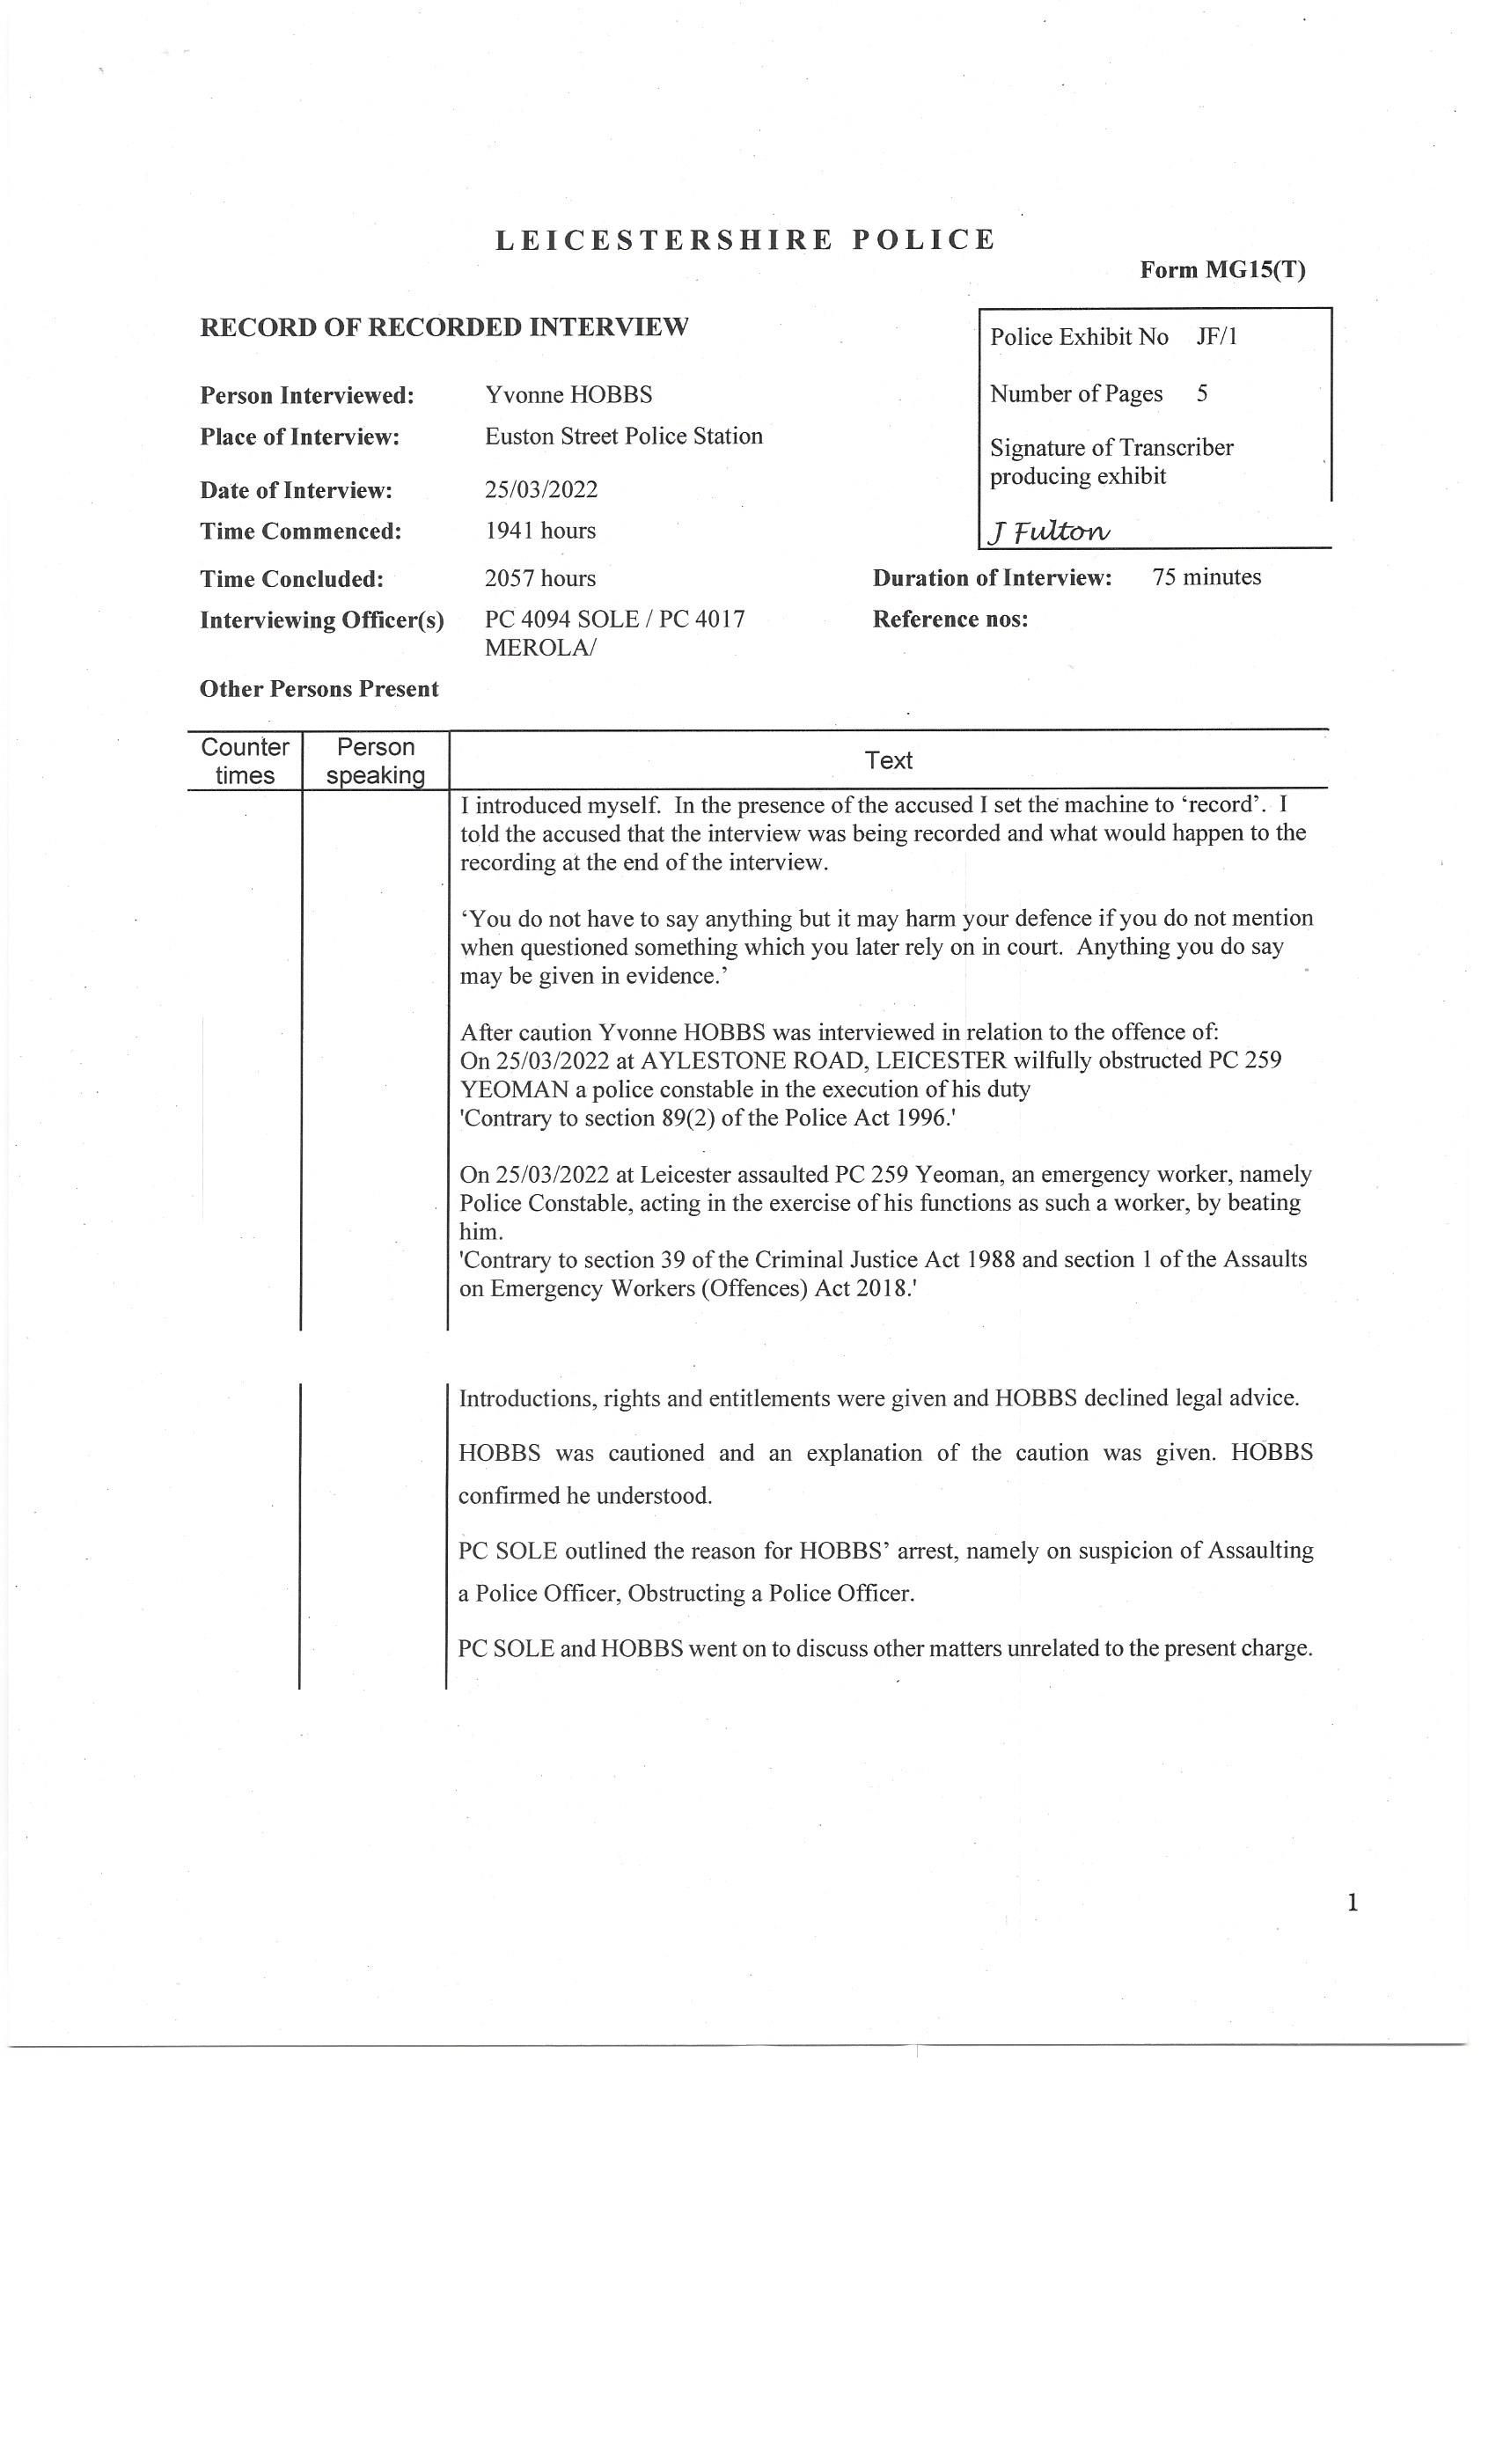 LEICESTERSHIRE POLICE
Form MG15(T)
RECORD OF RECORDED INTERVIEW
Police Exhibit No JF/1
Number of Pages 5
Signature of Transcriber
producing exhibit
J Fulton
Person Interviewed: Yvonne HOBBS
Place of Interview: Euston Street Police Station
Date of Interview: 25/03/2022
Time Commenced: 1941 hours
Time Concluded: 2057 hours
Duration of Interview: 75 minutes
Interviewing Officer(s) PC 4094 SOLE / PC 4017
MEROLA/
Reference nos:
Other Persons Present
Counter
times
Person
speaking
Text
I introduced myself. In the presence of the accused I set the machine to ‘record’. I
told the accused that the interview was being recorded and what would happen to the
recording at the end of the interview.
‘You do not have to say anything but it may harm your defence if you do not mention
when questioned something which you later rely on in court. Anything you do say
may be given in evidence.’
After caution Yvonne HOBBS was interviewed in relation to the offence of:
On 25/03/2022 at AYLESTONE ROAD, LEICESTER wilfully obstructed PC 259
YEOMAN a police constable in the execution of his duty
'Contrary to section 89(2) of the Police Act 1996.'
On 25/03/2022 at Leicester assaulted PC 259 Yeoman, an emergency worker, namely
Police Constable, acting in the exercise of his functions as such a worker, by beating
him.
'Contrary to section 39 of the Criminal Justice Act 1988 and section 1 of the Assaults
on Emergency Workers (Offences) Act 2018.'
Introductions, rights and entitlements were given and HOBBS declined legal advice.
HOBBS was cautioned and an explanation of the caution was given. HOBBS
confirmed he understood.
PC SOLE outlined the reason for HOBBS’ arrest, namely on suspicion of Assaulting
a Police Officer, Obstructing a Police Officer.
PC SOLE and HOBBS went on to discuss other matters unrelated to the present charge.
1